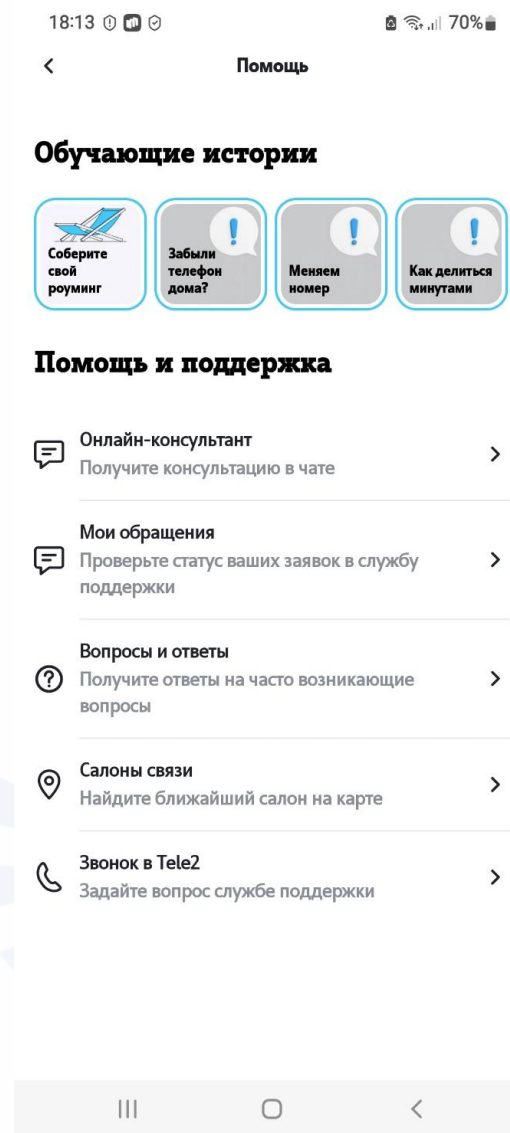 18:13
70%
Помощь
Обучающие истории
Соберите
свой
роуминг
Забыли
телефон
дома?
Меняем
номер
Как делиться
минутами
Помощь и поддержка
Онлайн-консультант
Получите консультацию в чате
Мои обращения
Проверьте статус ваших заявок в службу
поддержки
Вопросы и ответы
Получите ответы на часто возникающие
вопросы
Салоны связи
Найдите ближайший салон на карте
Звонок в Tele2
Задайте вопрос службе поддержки